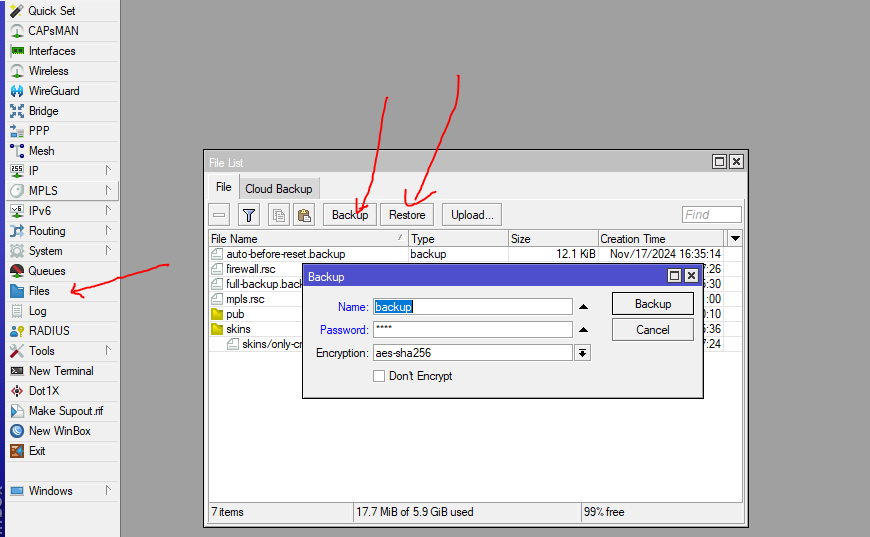 Quick Set
CAPsMAN
Interfaces
Wireless
WireGuard
Bridge
PPP
Mesh
IP
MPLS
IPv6
Routing
System
Queues
Files
Log
RADIUS
Tools
New Terminal
Dot1X
Make Supout.rif
New WinBox
Exit
Windows
File List
File Cloud Backup
Backup Restore Upload... Find
File Name Type Size Creation Time
auto-before-reset.backup backup 12.1 KiB Nov/17/2024 16:35:14
firewall.rsc 7:26
full-backup.back 5:30
mpls.rsc 1:00
pub 0:10
skins 5:36
skins/only-cr 7:24
Backup
Name: backup Backup
Password: **** Cancel
Encryption: aes-sha256
Don't Encrypt
7 items 17.7 MiB of 5.9 GiB used 99% free